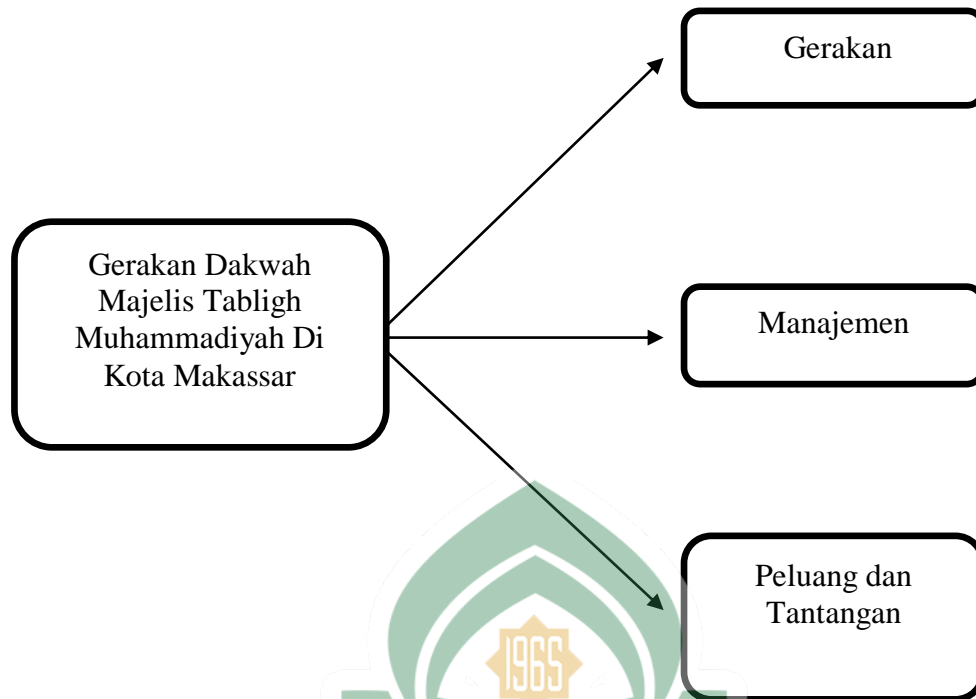 Gerakan
Gerakan Dakwah
Majelis Tabligh
Muhammadiyah Di
Kota Makassar
Manajemen
Peluang dan
Tantangan
1965